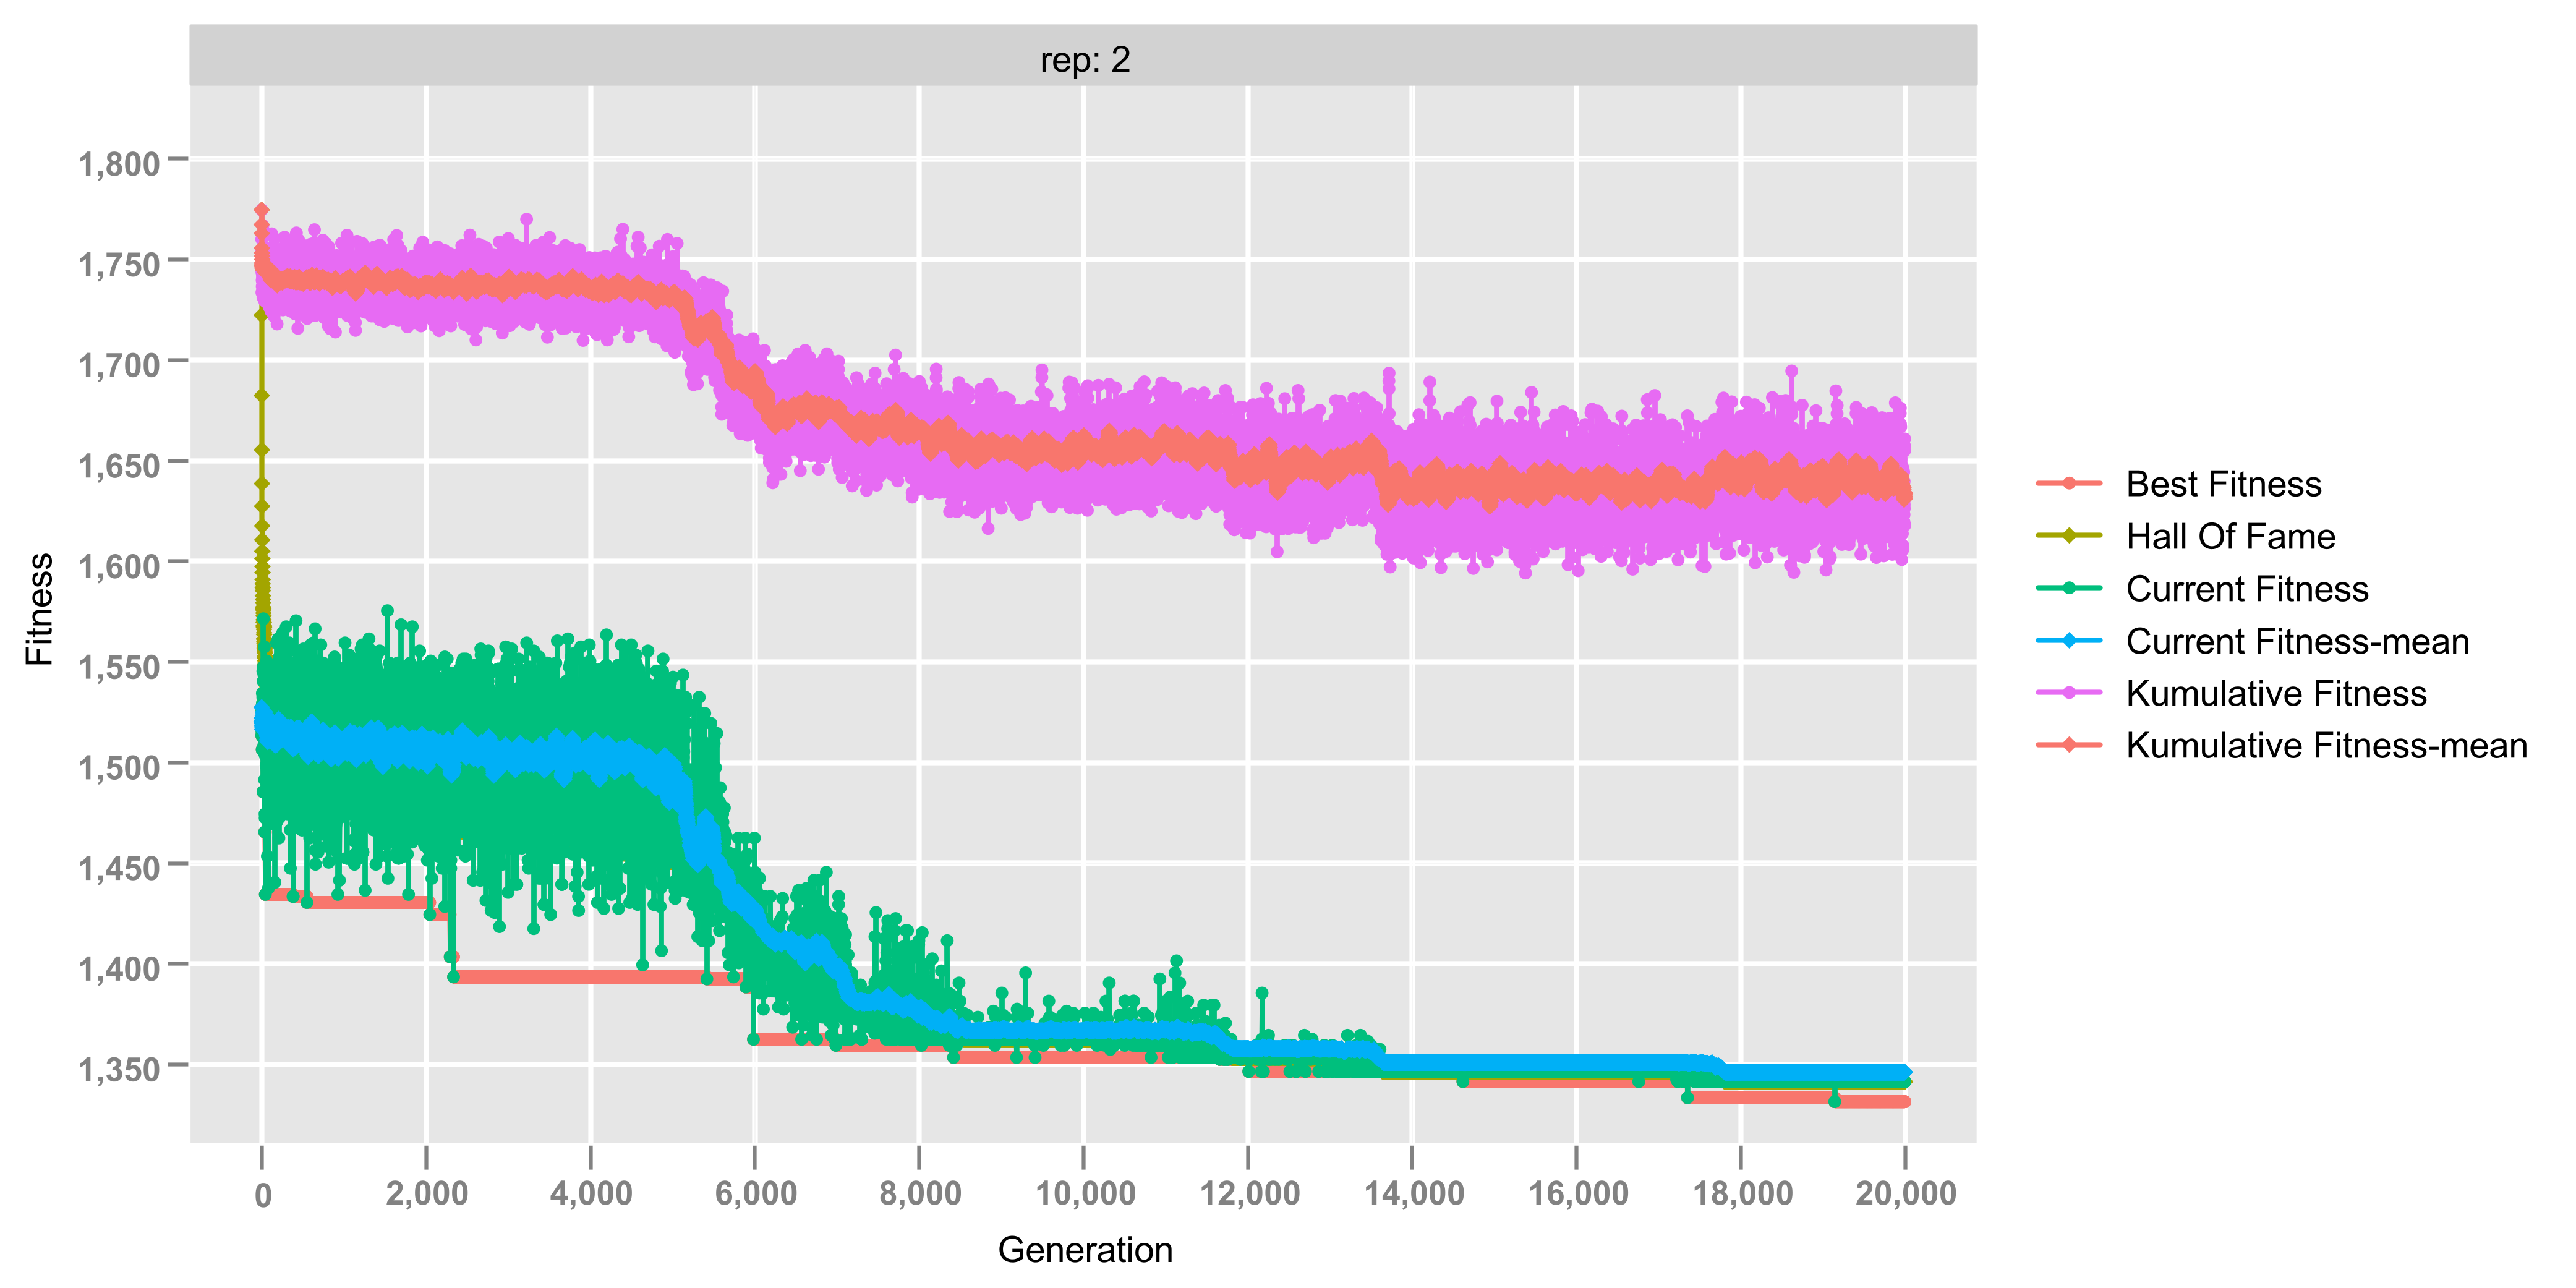 rep: 2
1,800
1,750
1,700
1,650
1,600
1,550
1,500
1,450
1,400
1,350
Fitness
0 2,000 4,000 6,000 8,000 10,000 12,000 14,000 16,000 18,000 20,000
Generation
Best Fitness
Hall Of Fame
Current Fitness
Current Fitness-mean
Kumulative Fitness
Kumulative Fitness-mean